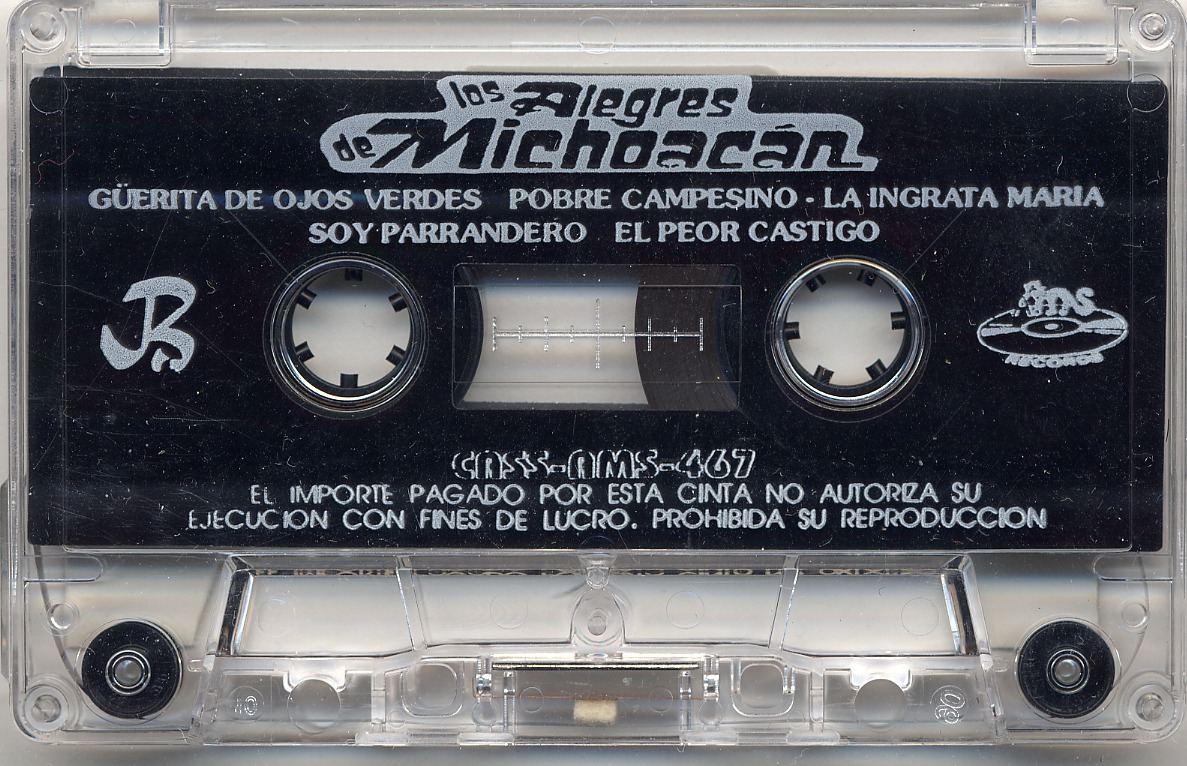 los Alegres
de Michoacán
GÜERITA DE OJOS VERDES POBRE CAMPESINO - LA INGRATA MARIA
SOY PARRANDERO EL PEOR CASTIGO
B
AMS
RECORDS
CASS-AMS-467
EL IMPORTE PAGADO POR ESTA CINTA NO AUTORIZA SU
EJECUCION CON FINES DE LUCRO. PROHIBIDA SU REPRODUCCION